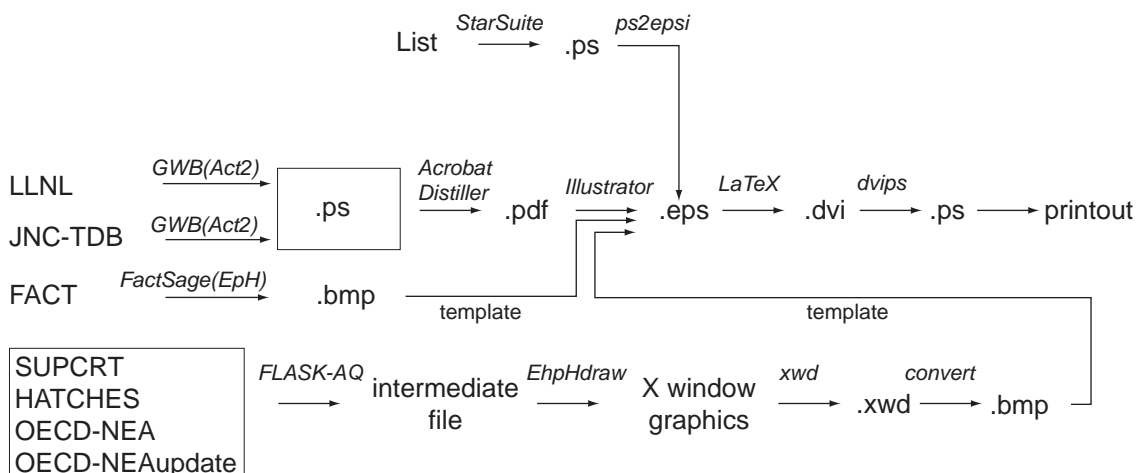 StarSuite ps2epsi
List .ps
GWB(Act2) Acrobat
Distiller Illustrator LaTeX dvips
LLNL .ps .pdf .eps .dvi .ps printout
GWB(Act2)
JNC-TDB
FactSage(EpH)
FACT .bmp
template template
SUPCRT
HATCHES
OECD-NEA
OECD-NEAupdate
FLASK-AQ EhpHdraw xwd convert
intermediate
file
X window
graphics
.xwd .bmp